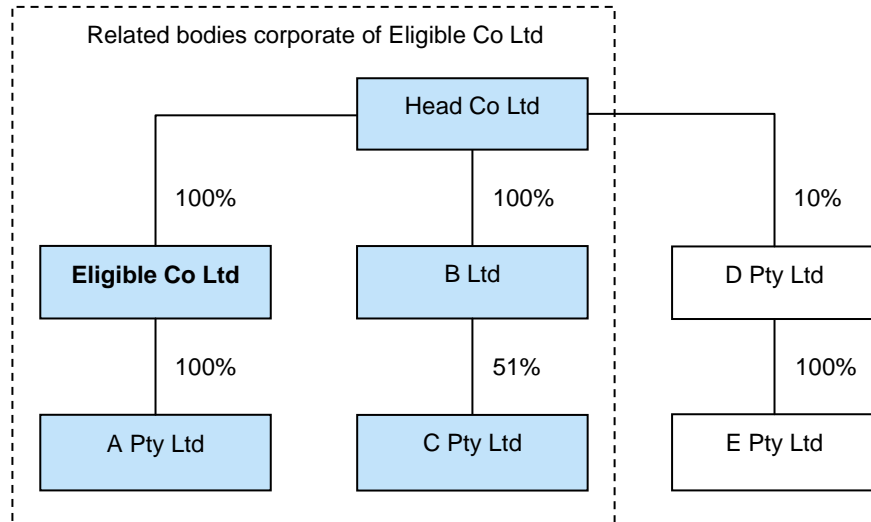 Related bodies corporate of Eligible Co Ltd
Head Co Ltd
100%
100%
10%
Eligible Co Ltd
B Ltd
D Pty Ltd
100%
51%
100%
A Pty Ltd
C Pty Ltd
E Pty Ltd